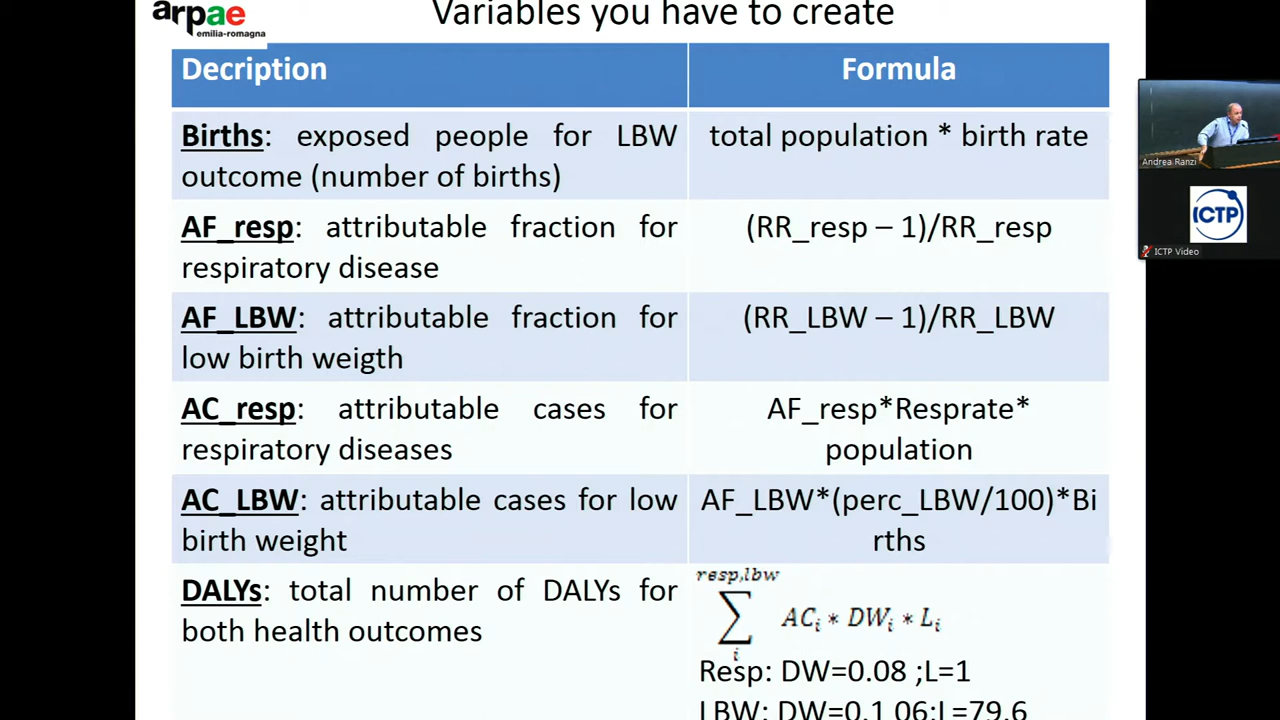 Variables you have to create
arpae
emilia-romagna
Decription
Formula
Births: exposed people for LBW
outcome (number of births)
total population * birth rate
AF_resp: attributable fraction for
respiratory disease
(RR_resp – 1)/RR_resp
AF_LBW: attributable fraction for
low birth weigth
(RR_LBW – 1)/RR_LBW
AC_resp: attributable cases for
respiratory diseases
AF_resp*Resprate*
population
AC_LBW: attributable cases for low
birth weight
AF_LBW*(perc_LBW/100)*Bi
rths
DALYs: total number of DALYs for
both health outcomes
resp,lbw
∑ ACi * DWi * Li
i
Resp: DW=0.08 ;L=1
LBW: DW=0.1 06;L=79.6
Andrea Ranzi
ICTP
ICTP Video